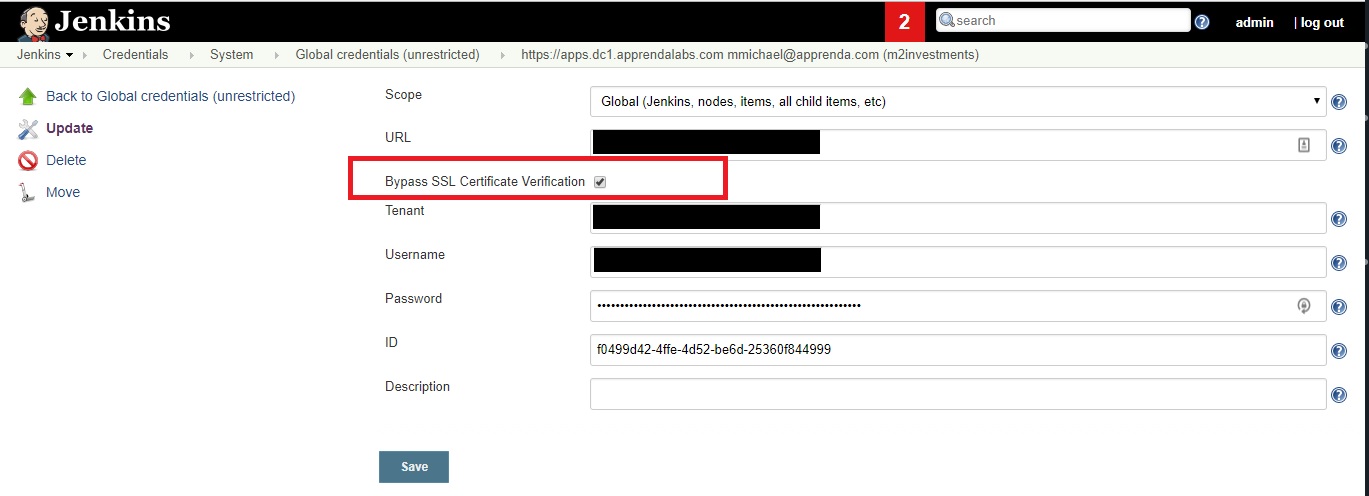 Jenkins 2 search admin | log out
Jenkins Credentials System Global credentials (unrestricted) https://apps.dc1.apprendalabs.com mmichael@apprenda.com (m2investments)
Back to Global credentials (unrestricted)
Update
Delete
Move
Scope Global (Jenkins, nodes, items, all child items, etc)
URL
Bypass SSL Certificate Verification
Tenant
Username
Password
ID f0499d42-4ffe-4d52-be6d-25360f844999
Description
Save